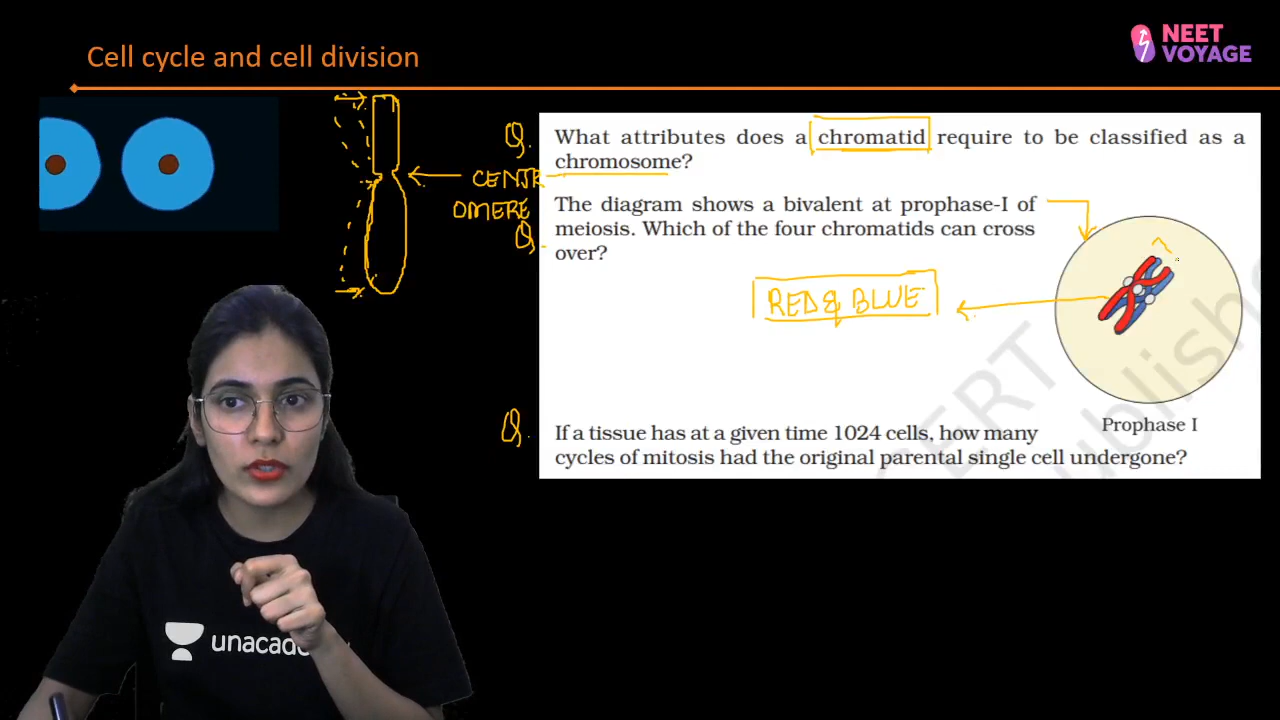 Cell cycle and cell division
NEET
VOYAGE
Q.
What attributes does a chromatid require to be classified as a
chromosome?
CENTR
OMERE
Q.
The diagram shows a bivalent at prophase-I of
meiosis. Which of the four chromatids can cross
over?
RED & BLUE
Prophase I
Q.
If a tissue has at a given time 1024 cells, how many
cycles of mitosis had the original parental single cell undergone?
unacade